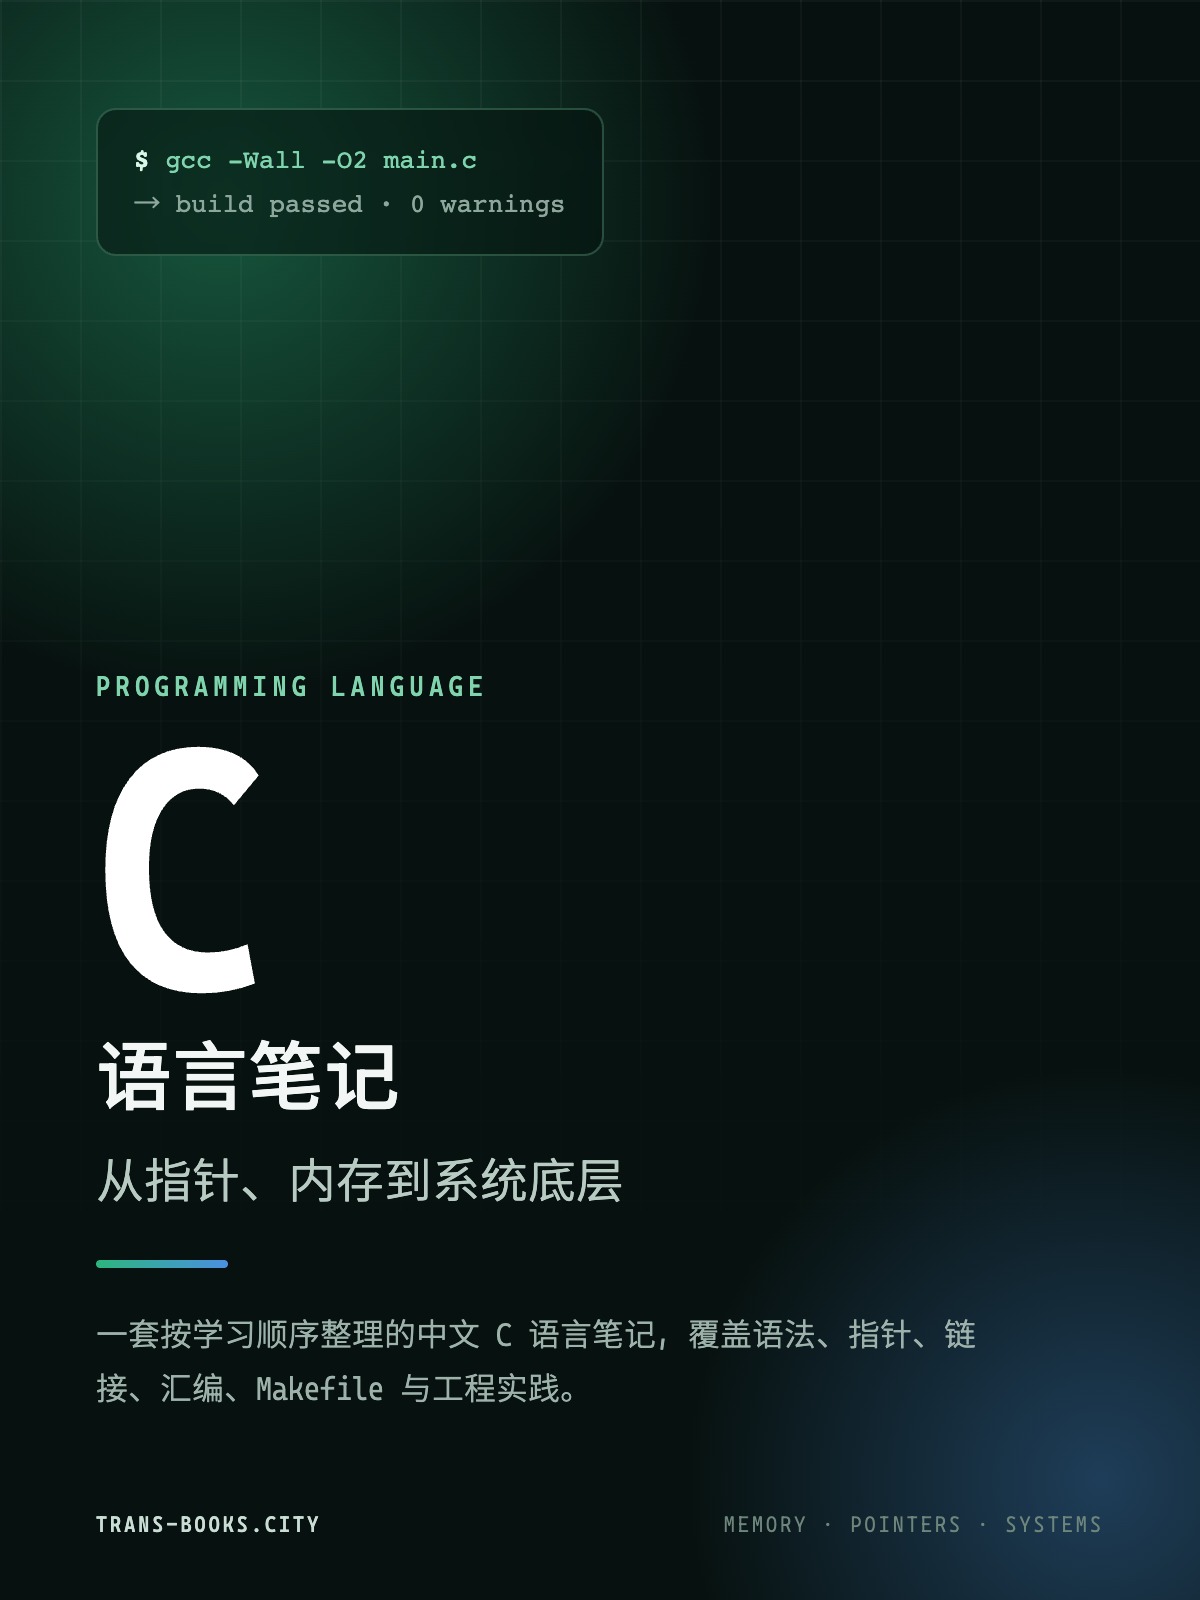 $ gcc -Wall -O2 main.c
→ build passed · 0 warnings
PROGRAMMING LANGUAGE
C
语言笔记
从指针、内存到系统底层
一套按学习顺序整理的中文 C 语言笔记, 覆盖语法、指针、链
接、汇编、Makefile 与工程实践。
TRANS-BOOKS.CITY
MEMORY · POINTERS · SYSTEMS